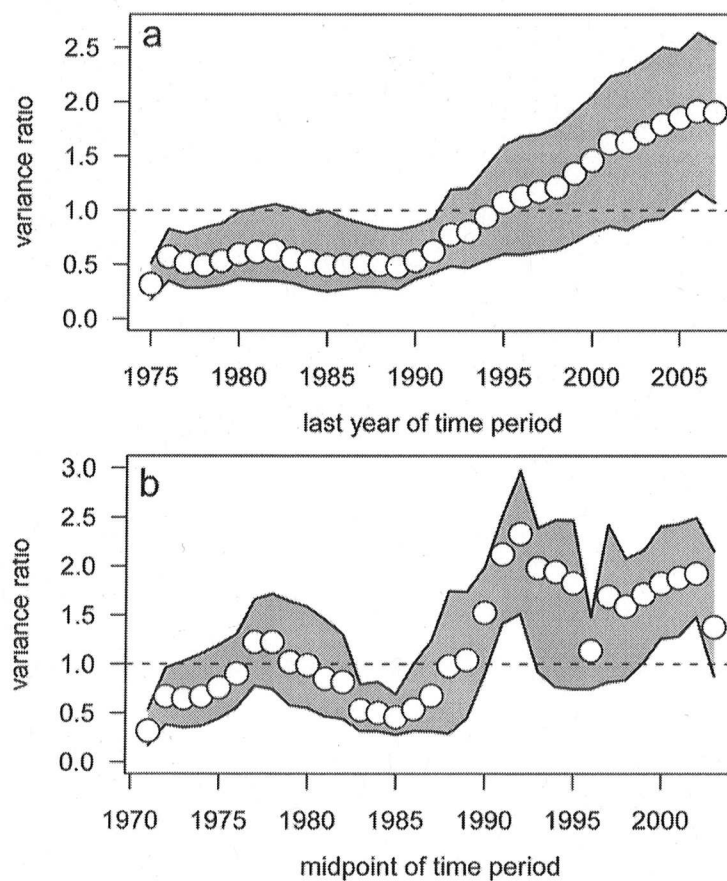 a
2.5
2.0
1.5
1.0
0.5
0.0
variance ratio
1975 1980 1985 1990 1995 2000 2005
last year of time period
b
3.0
2.5
2.0
1.5
1.0
0.5
0.0
variance ratio
1970 1975 1980 1985 1990 1995 2000
midpoint of time period